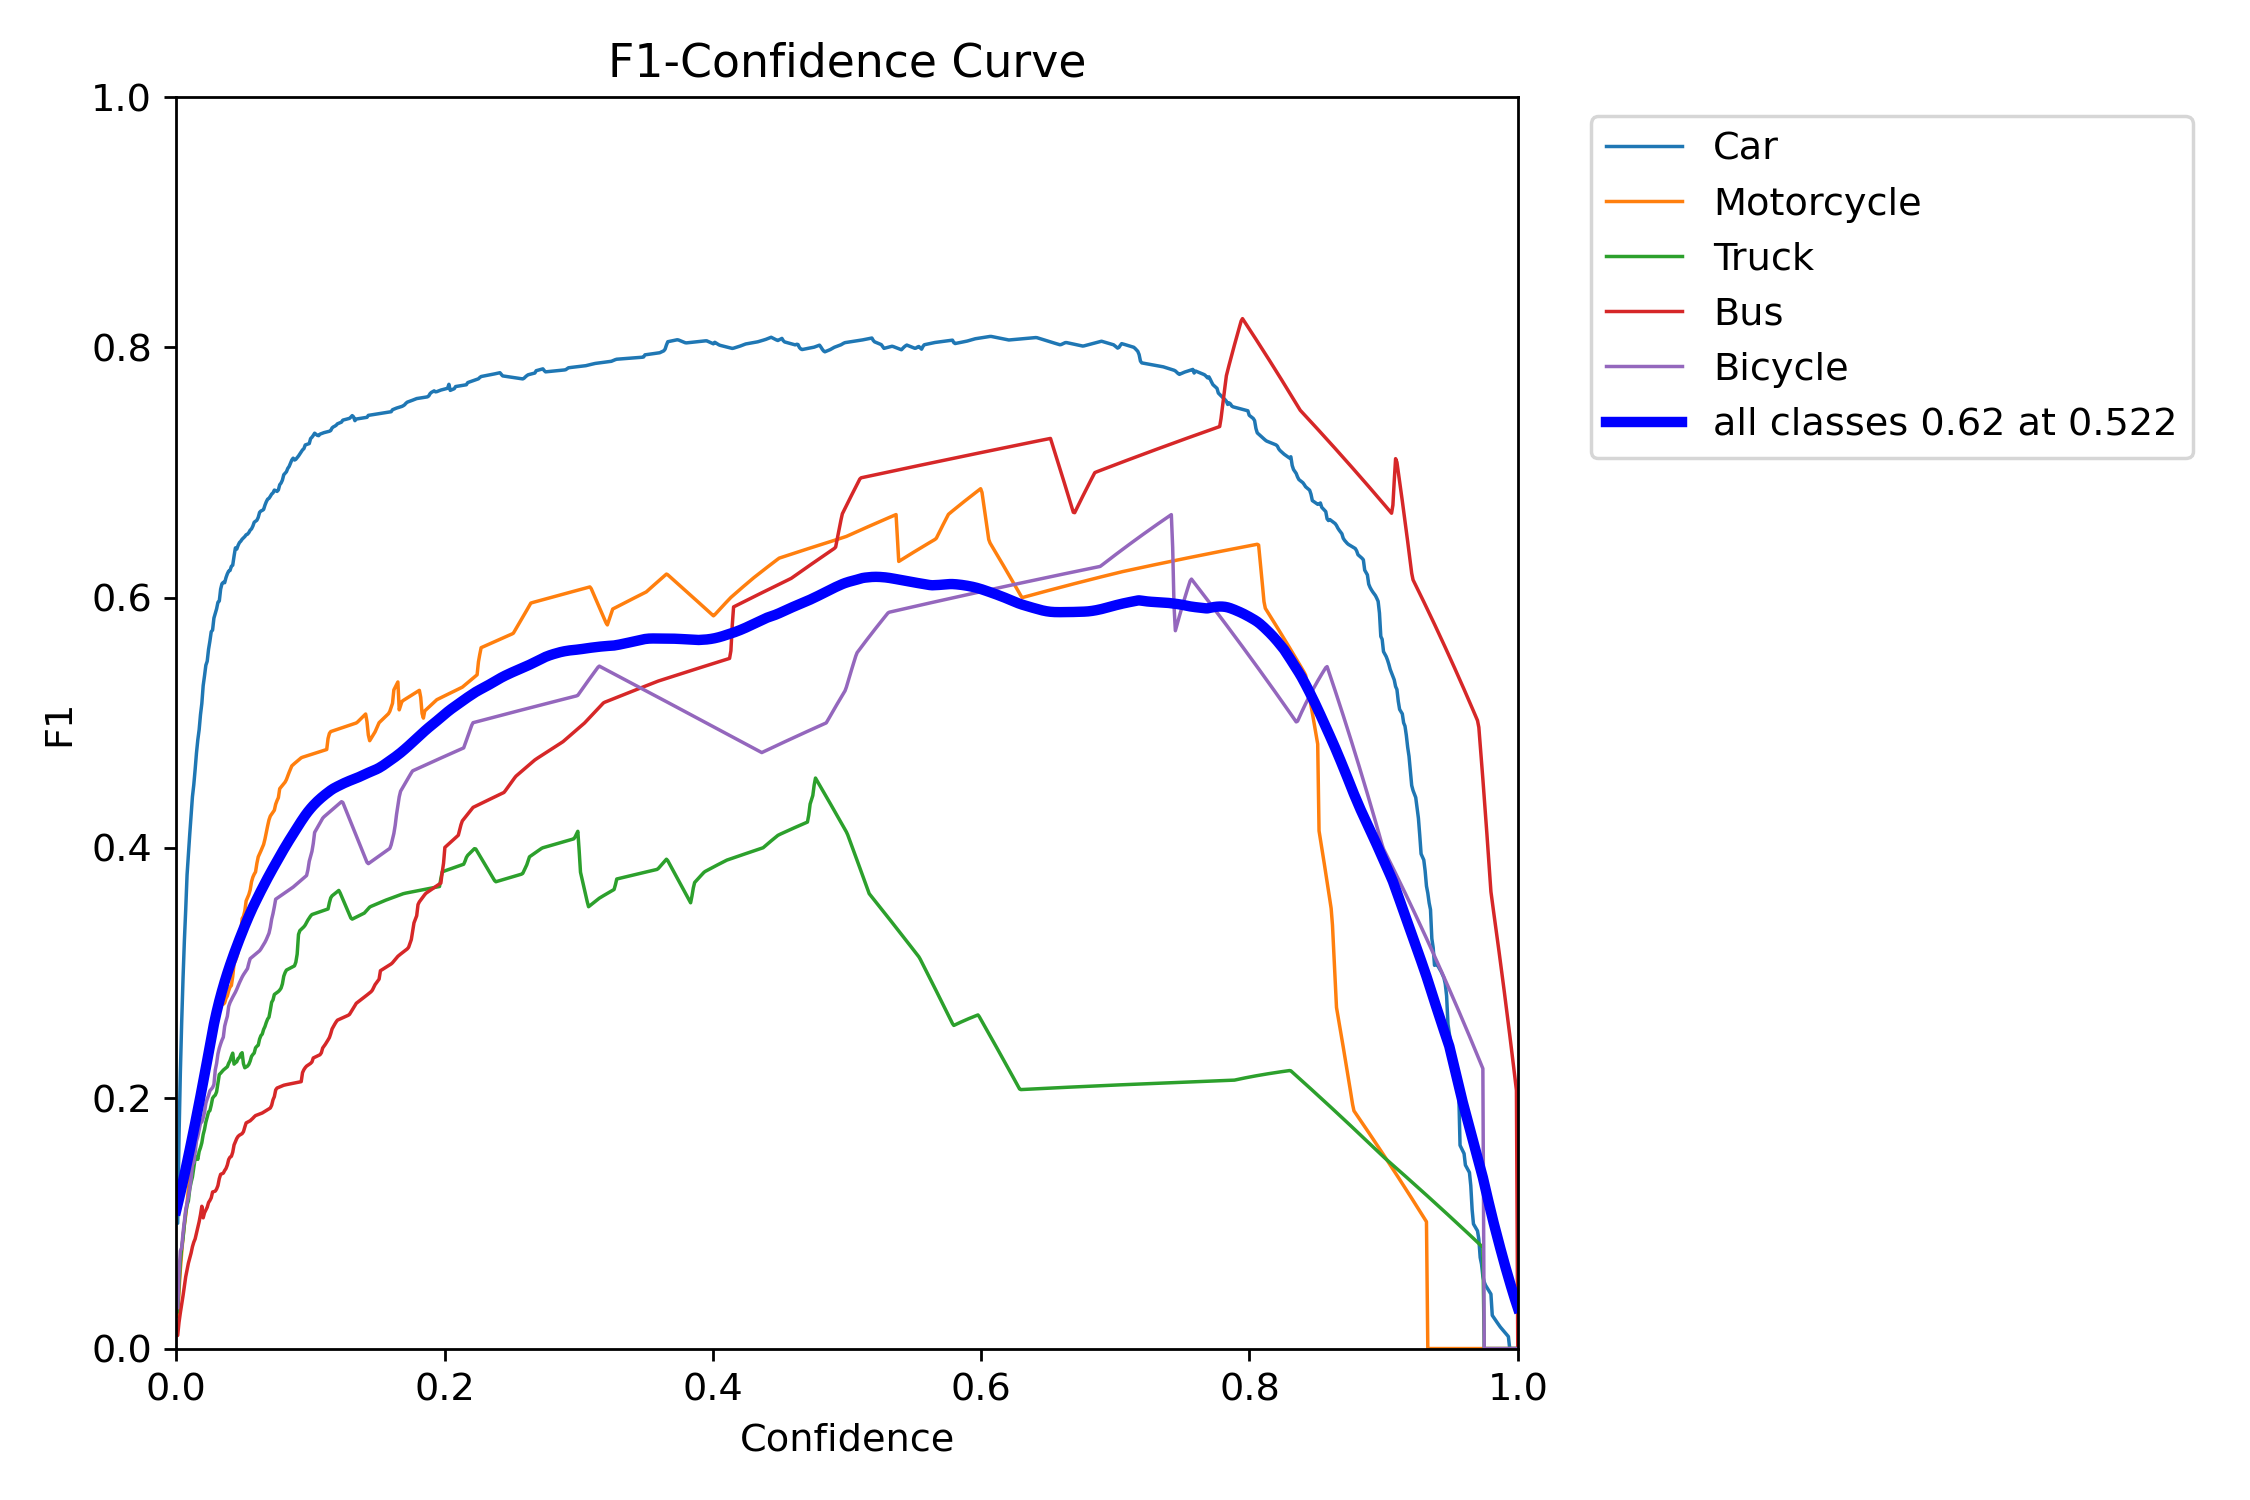 F1-Confidence Curve
1.0
0.8
0.6
0.4
0.2
0.0
F1
0.0 0.2 0.4 0.6 0.8 1.0
Confidence
Car
Motorcycle
Truck
Bus
Bicycle
all classes 0.62 at 0.522